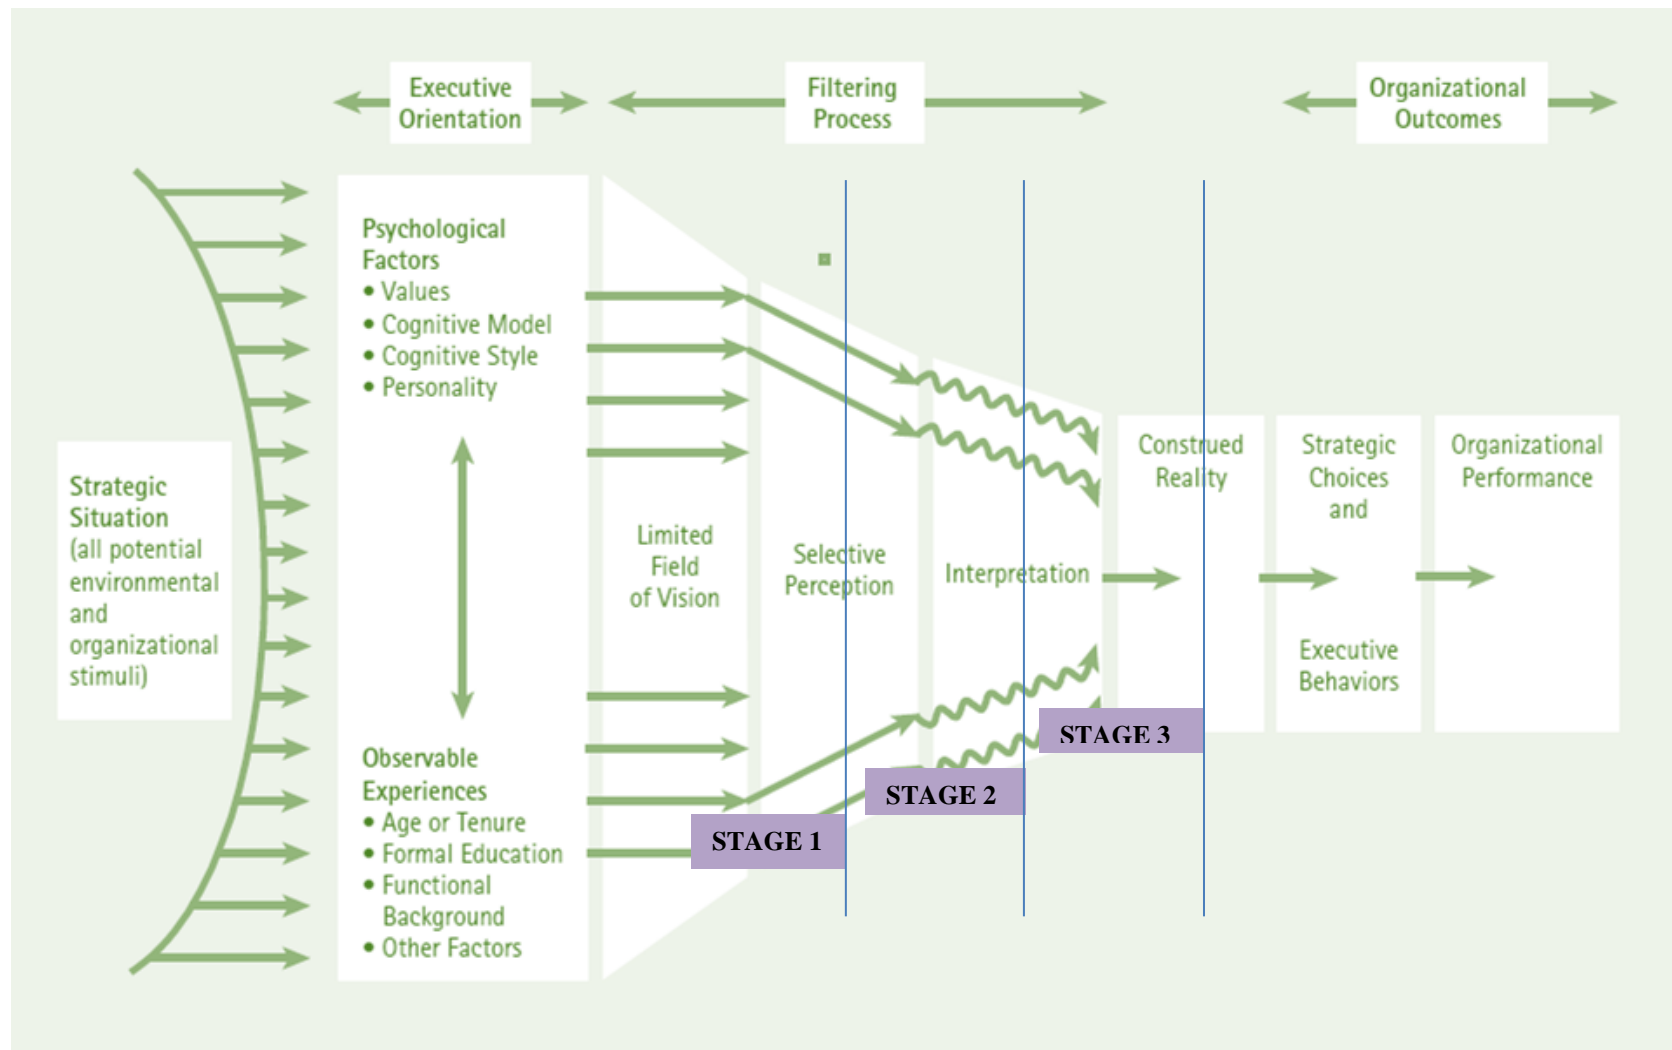 Executive
Orientation
Filtering
Process
Organizational
Outcomes
Strategic
Situation
(all potential
environmental
and
organizational
stimuli)
Psychological
Factors
• Values
• Cognitive Model
• Cognitive Style
• Personality
Observable
Experiences
• Age or Tenure
• Formal Education
• Functional
Background
• Other Factors
Limited
Field
of Vision
Selective
Perception
Interpretation
Construed
Reality
Strategic
Choices
and
Executive
Behaviors
Organizational
Performance
STAGE 1
STAGE 2
STAGE 3